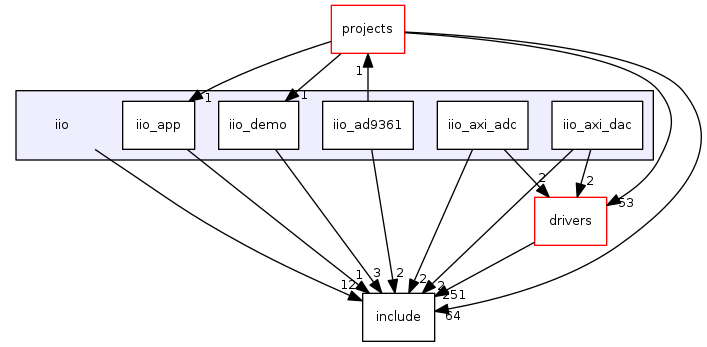 projects
1
1
1
iio
iio_app
iio_demo
iio_ad9361
iio_axi_adc
iio_axi_dac
2
2
53
drivers
12
1
3
2
2
2
251
64
include